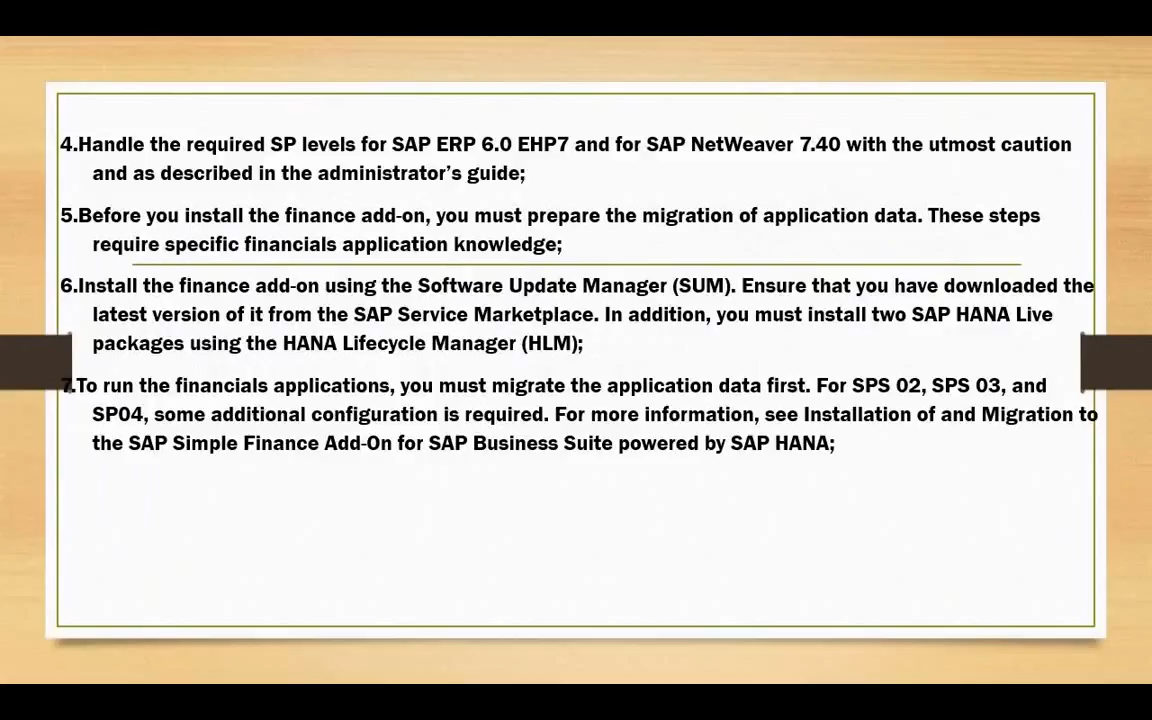 4.Handle the required SP levels for SAP ERP 6.0 EHP7 and for SAP NetWeaver 7.40 with the utmost caution
and as described in the administrator’s guide;
5.Before you install the finance add-on, you must prepare the migration of application data. These steps
require specific financials application knowledge;
6.Install the finance add-on using the Software Update Manager (SUM). Ensure that you have downloaded the
latest version of it from the SAP Service Marketplace. In addition, you must install two SAP HANA Live
packages using the HANA Lifecycle Manager (HLM);
7.To run the financials applications, you must migrate the application data first. For SPS 02, SPS 03, and
SP04, some additional configuration is required. For more information, see Installation of and Migration to
the SAP Simple Finance Add-On for SAP Business Suite powered by SAP HANA;